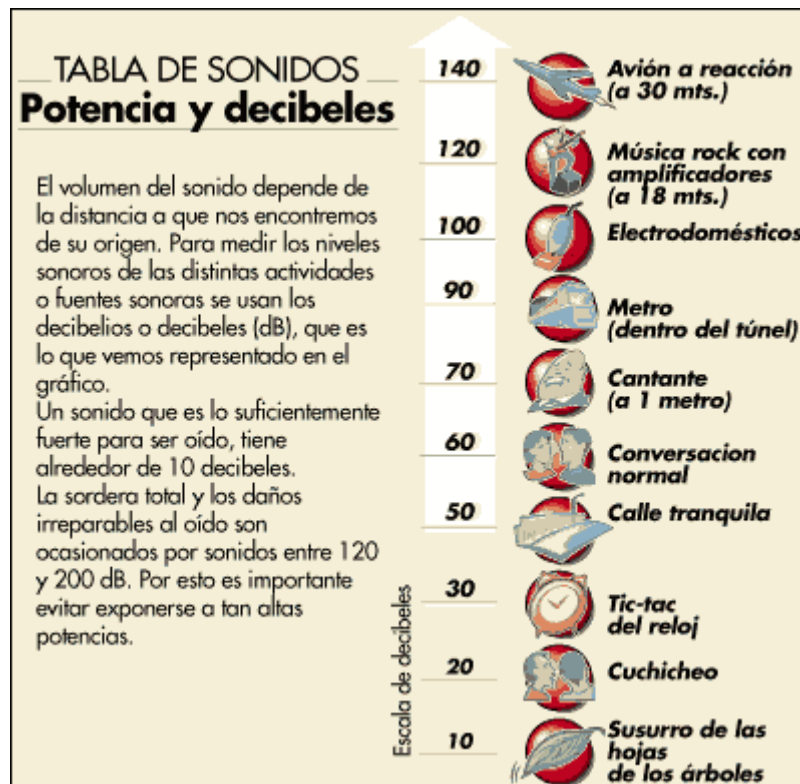 TABLA DE SONIDOS
Potencia y decibeles
El volumen del sonido depende de
la distancia a que nos encontremos
de su origen. Para medir los niveles
sonoros de las distintas actividades
o fuentes sonoras se usan los
decibelios o decibeles (dB), que es
lo que vemos representado en el
gráfico.
Un sonido que es lo suficientemente
fuerte para ser oído, tiene
alrededor de 10 decibeles.
La sordera total y los daños
irreparables al oído son
ocasionados por sonidos entre 120
y 200 dB. Por esto es importante
evitar exponerse a tan altas
potencias.
Escala de decibeles
140
Avión a reacción
(a 30 mts.)
120
Música rock con
amplificadores
(a 18 mts.)
100
Electrodomésticos
90
Metro
(dentro del túnel)
70
Cantante
(a 1 metro)
60
Conversacion
normal
50
Calle tranquila
30
Tic-tac
del reloj
20
Cuchicheo
10
Susurro de las
hojas
de los árboles